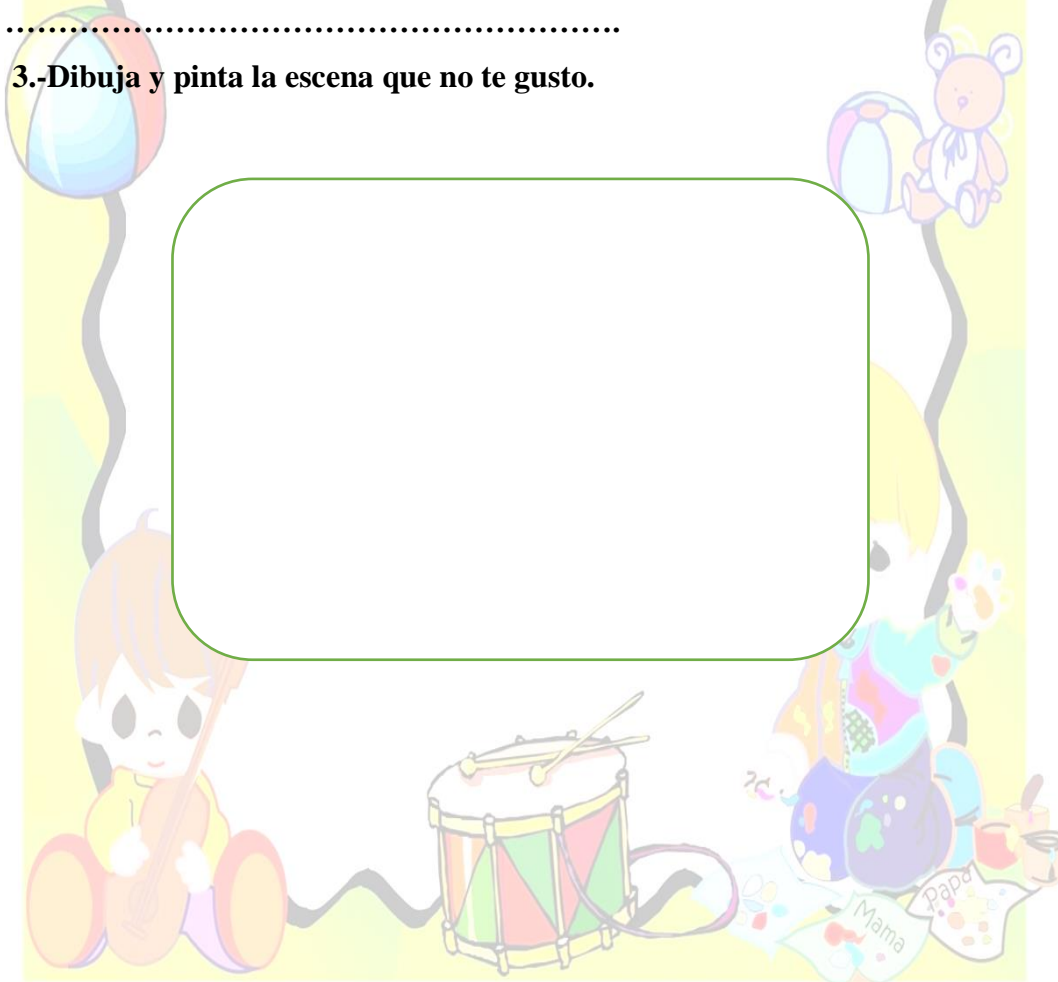 ……………………………………………………….
3.-Dibuja y pinta la escena que no te gusto.
Papa
Mama